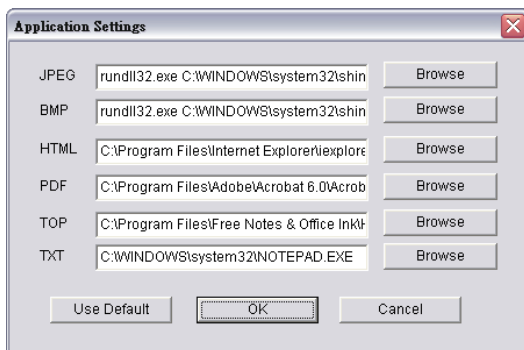 Application Settings
JPEG rundll32.exe C:\WINDOWS\system32\shin Browse
BMP rundll32.exe C:\WINDOWS\system32\shin Browse
HTML C:\Program Files\Internet Explorer\iexplore Browse
PDF C:\Program Files\Adobe\Acrobat 6.0\Acrob Browse
TOP C:\Program Files\Free Notes & Office Ink\H Browse
TXT C:\WINDOWS\system32\NOTEPAD.EXE Browse
Use Default OK Cancel